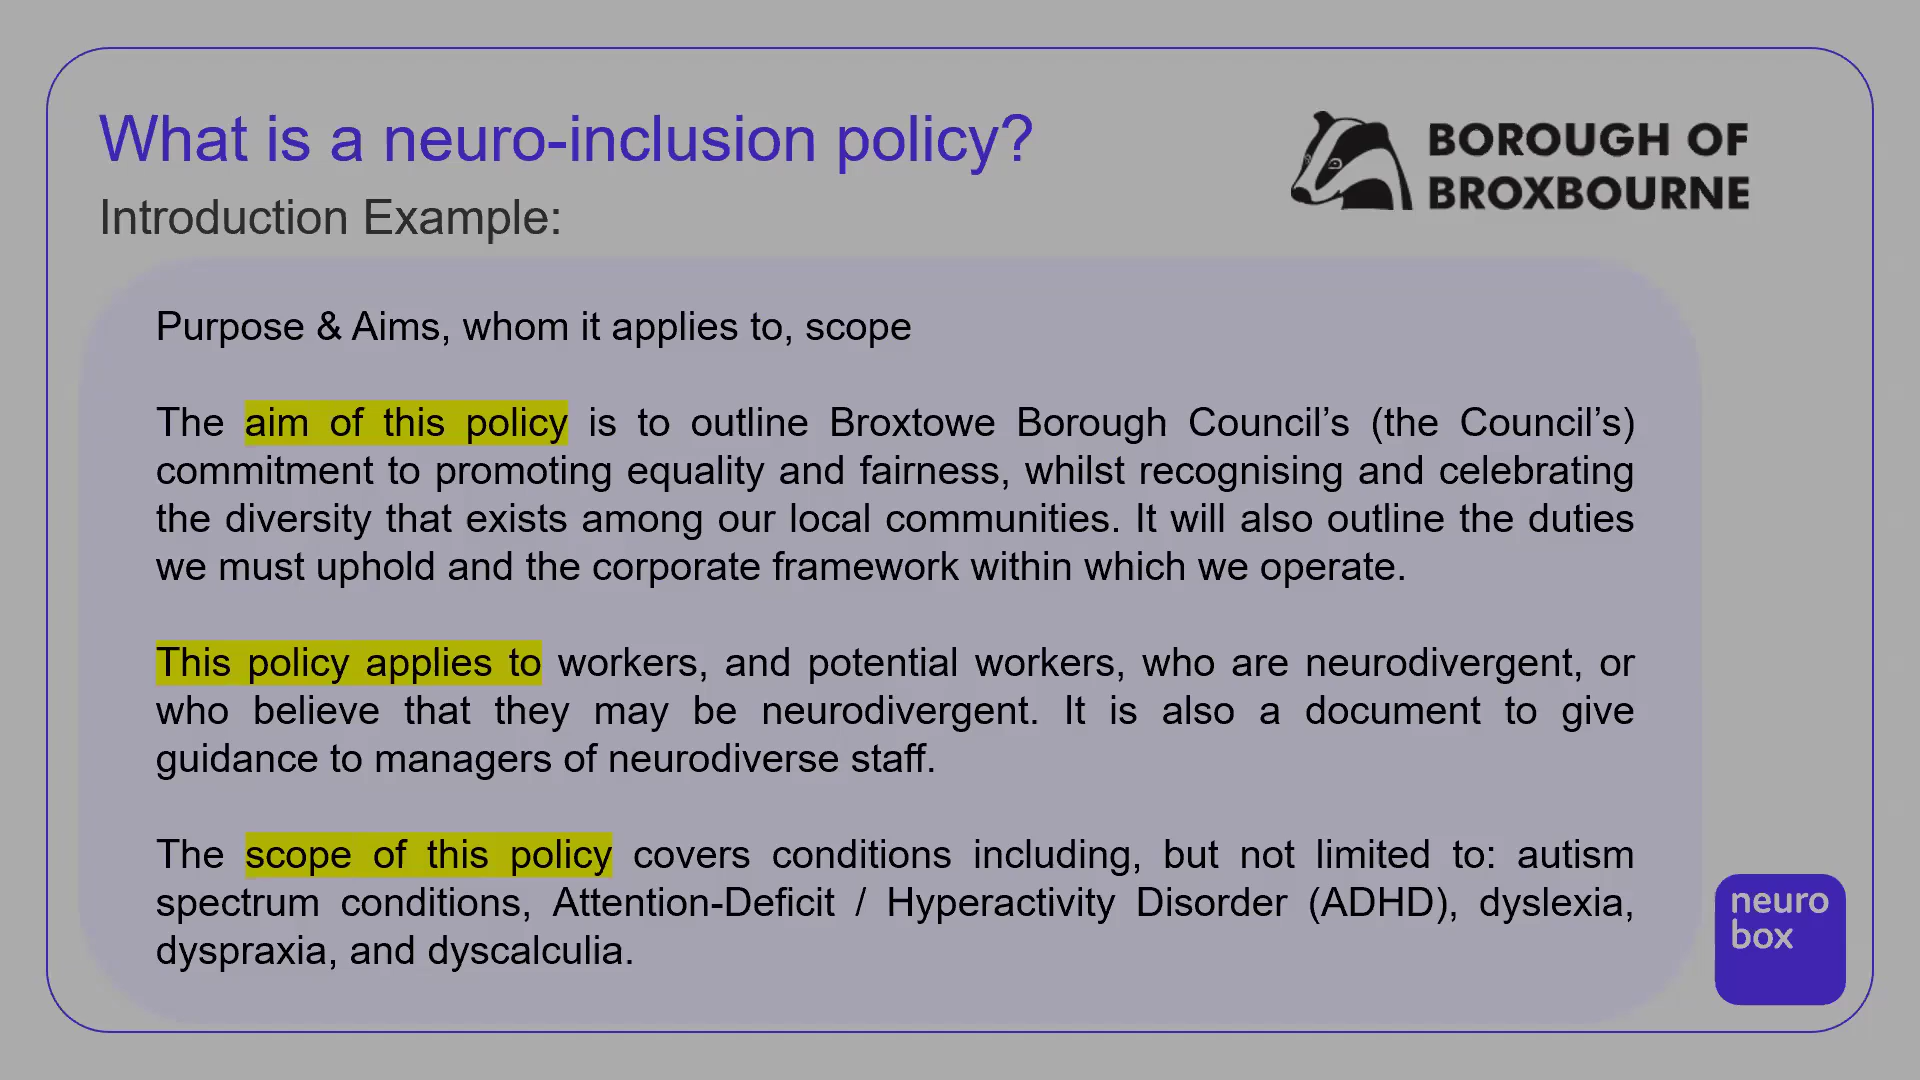 What is a neuro-inclusion policy?
BOROUGH OF
BROXBOURNE
Introduction Example:
Purpose & Aims, whom it applies to, scope
The aim of this policy is to outline Broxtowe Borough Council’s (the Council’s)
commitment to promoting equality and fairness, whilst recognising and celebrating
the diversity that exists among our local communities. It will also outline the duties
we must uphold and the corporate framework within which we operate.
This policy applies to workers, and potential workers, who are neurodivergent, or
who believe that they may be neurodivergent. It is also a document to give
guidance to managers of neurodiverse staff.
The scope of this policy covers conditions including, but not limited to: autism
spectrum conditions, Attention-Deficit / Hyperactivity Disorder (ADHD), dyslexia,
dyspraxia, and dyscalculia.
neuro
box